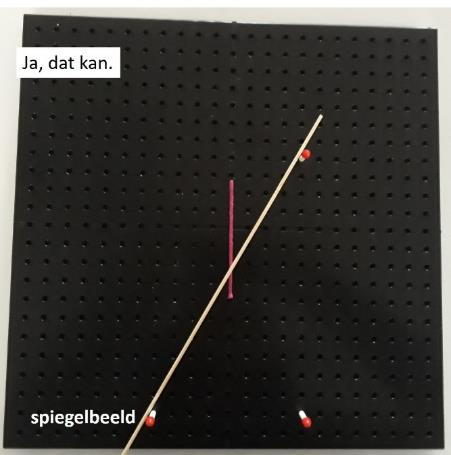 Ja, dat kan.
spiegelbeeld